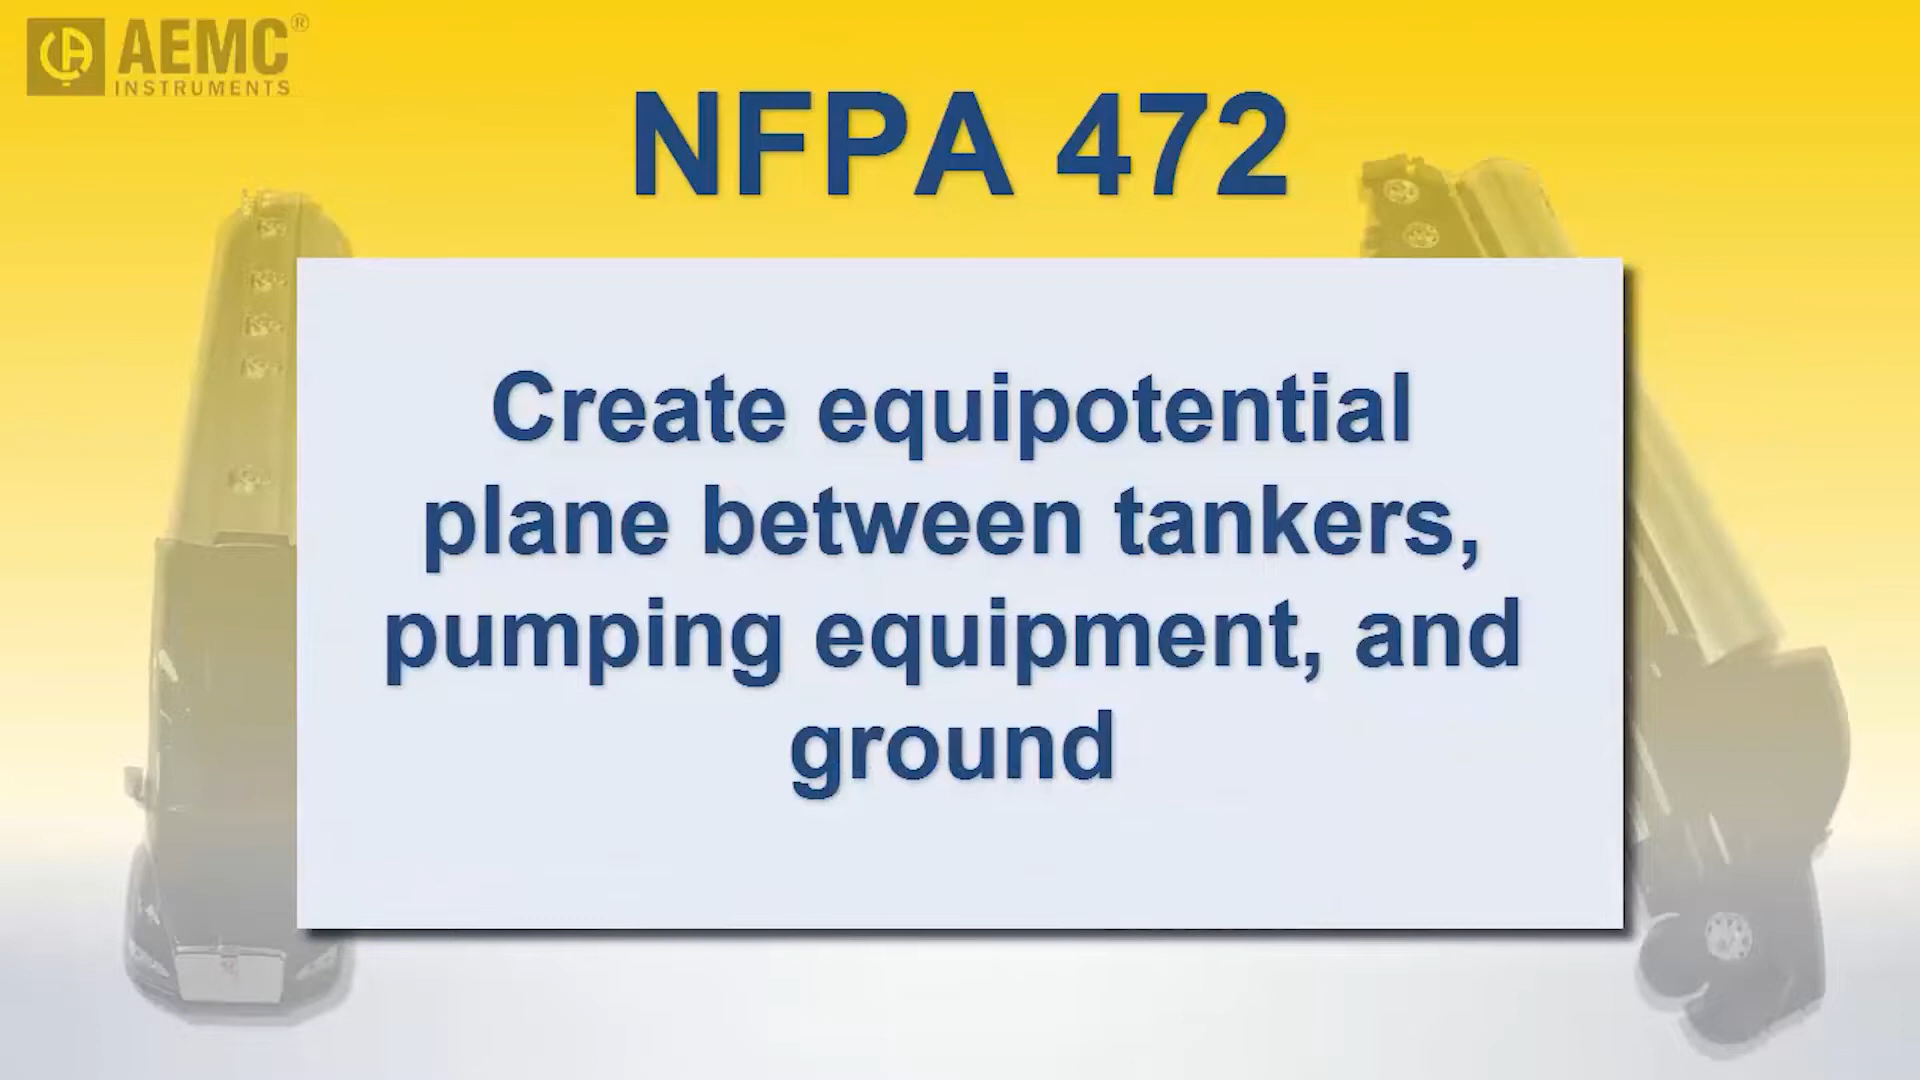 AEMC®
INSTRUMENTS
NFPA 472
Create equipotential
plane between tankers,
pumping equipment, and
ground